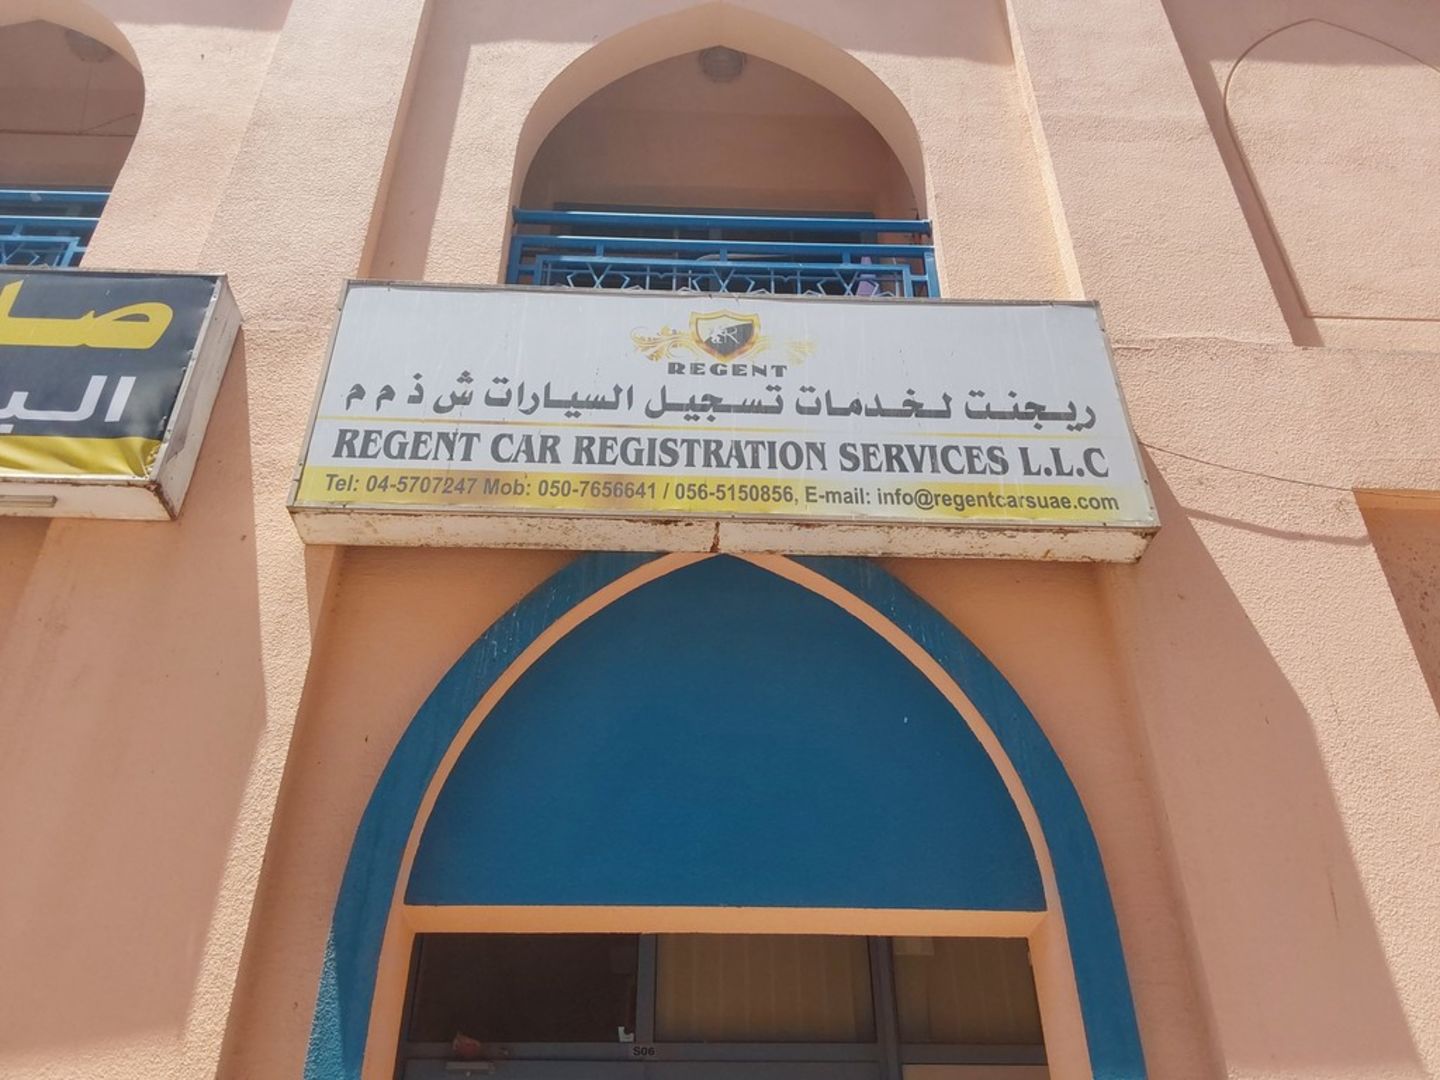 REGENT
ريجنت لخدمات تسجيل السيارات ش ذ م م
REGENT CAR REGISTRATION SERVICES L.L.C
Tel: 04-5707247 Mob: 050-7656641 / 056-5150856, E-mail: info@regentcarsuae.com
S06